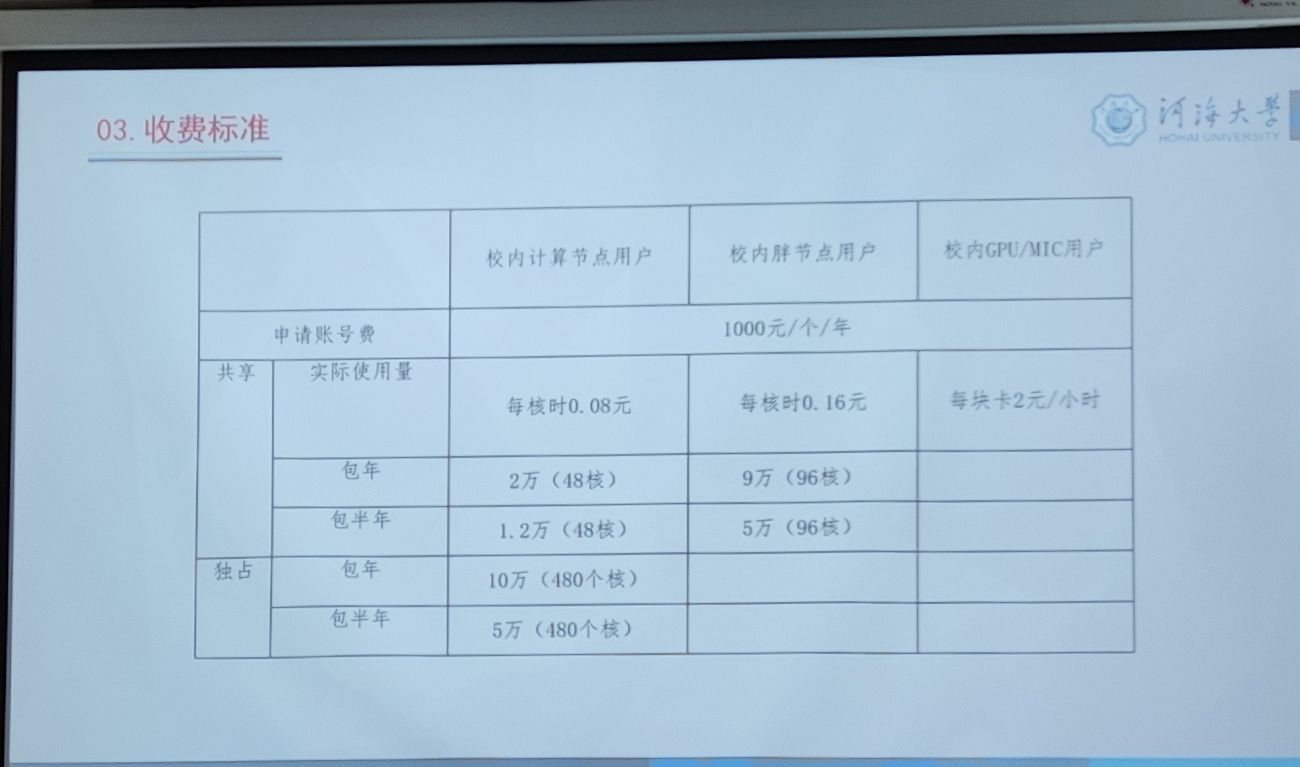 03.收费标准
河海大学
HOHAI UNIVERSITY
校内计算节点用户
校内胖节点用户
校内GPU/MIC用户
申请账号费
1000元/个/年
共享
实际使用量
每核时0.08元
每核时0.16元
每块卡2元/小时
包年
2万（48核）
9万（96核）
包半年
1.2万（48核）
5万（96核）
独占
包年
10万（480个核）
包半年
5万（480个核）